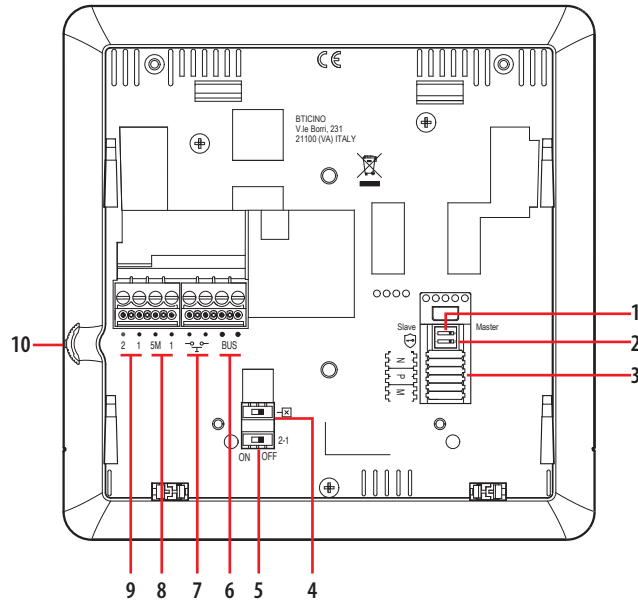 CE
BTICINO
V.le Borri, 231
21100 (VA) ITALY
1
Slave
Master
2
10
2 1 5M 1 BUS
N
3
P
M
2-1
ON OFF
9 8 7 6 5 4